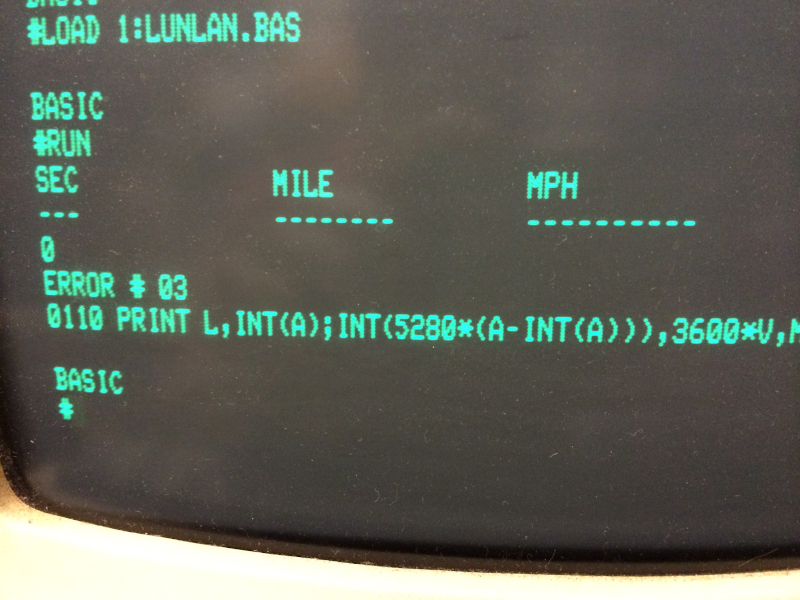 BASIC
#LOAD 1:LUNLAN.BAS
BASIC
#RUN
SEC MILE MPH
--- -------- ----------
0
ERROR # 03
0110 PRINT L,INT(A);INT(5280*(A-INT(A))),3600*V,M
BASIC
#